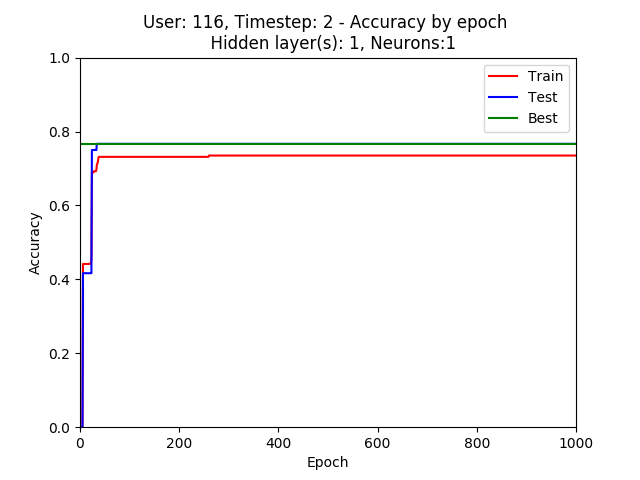 User: 116, Timestep: 2 - Accuracy by epoch
Hidden layer(s): 1, Neurons:1
Train
Test
Best
1.0
0.8
0.6
0.4
0.2
0.0
Accuracy
0 200 400 600 800 1000
Epoch